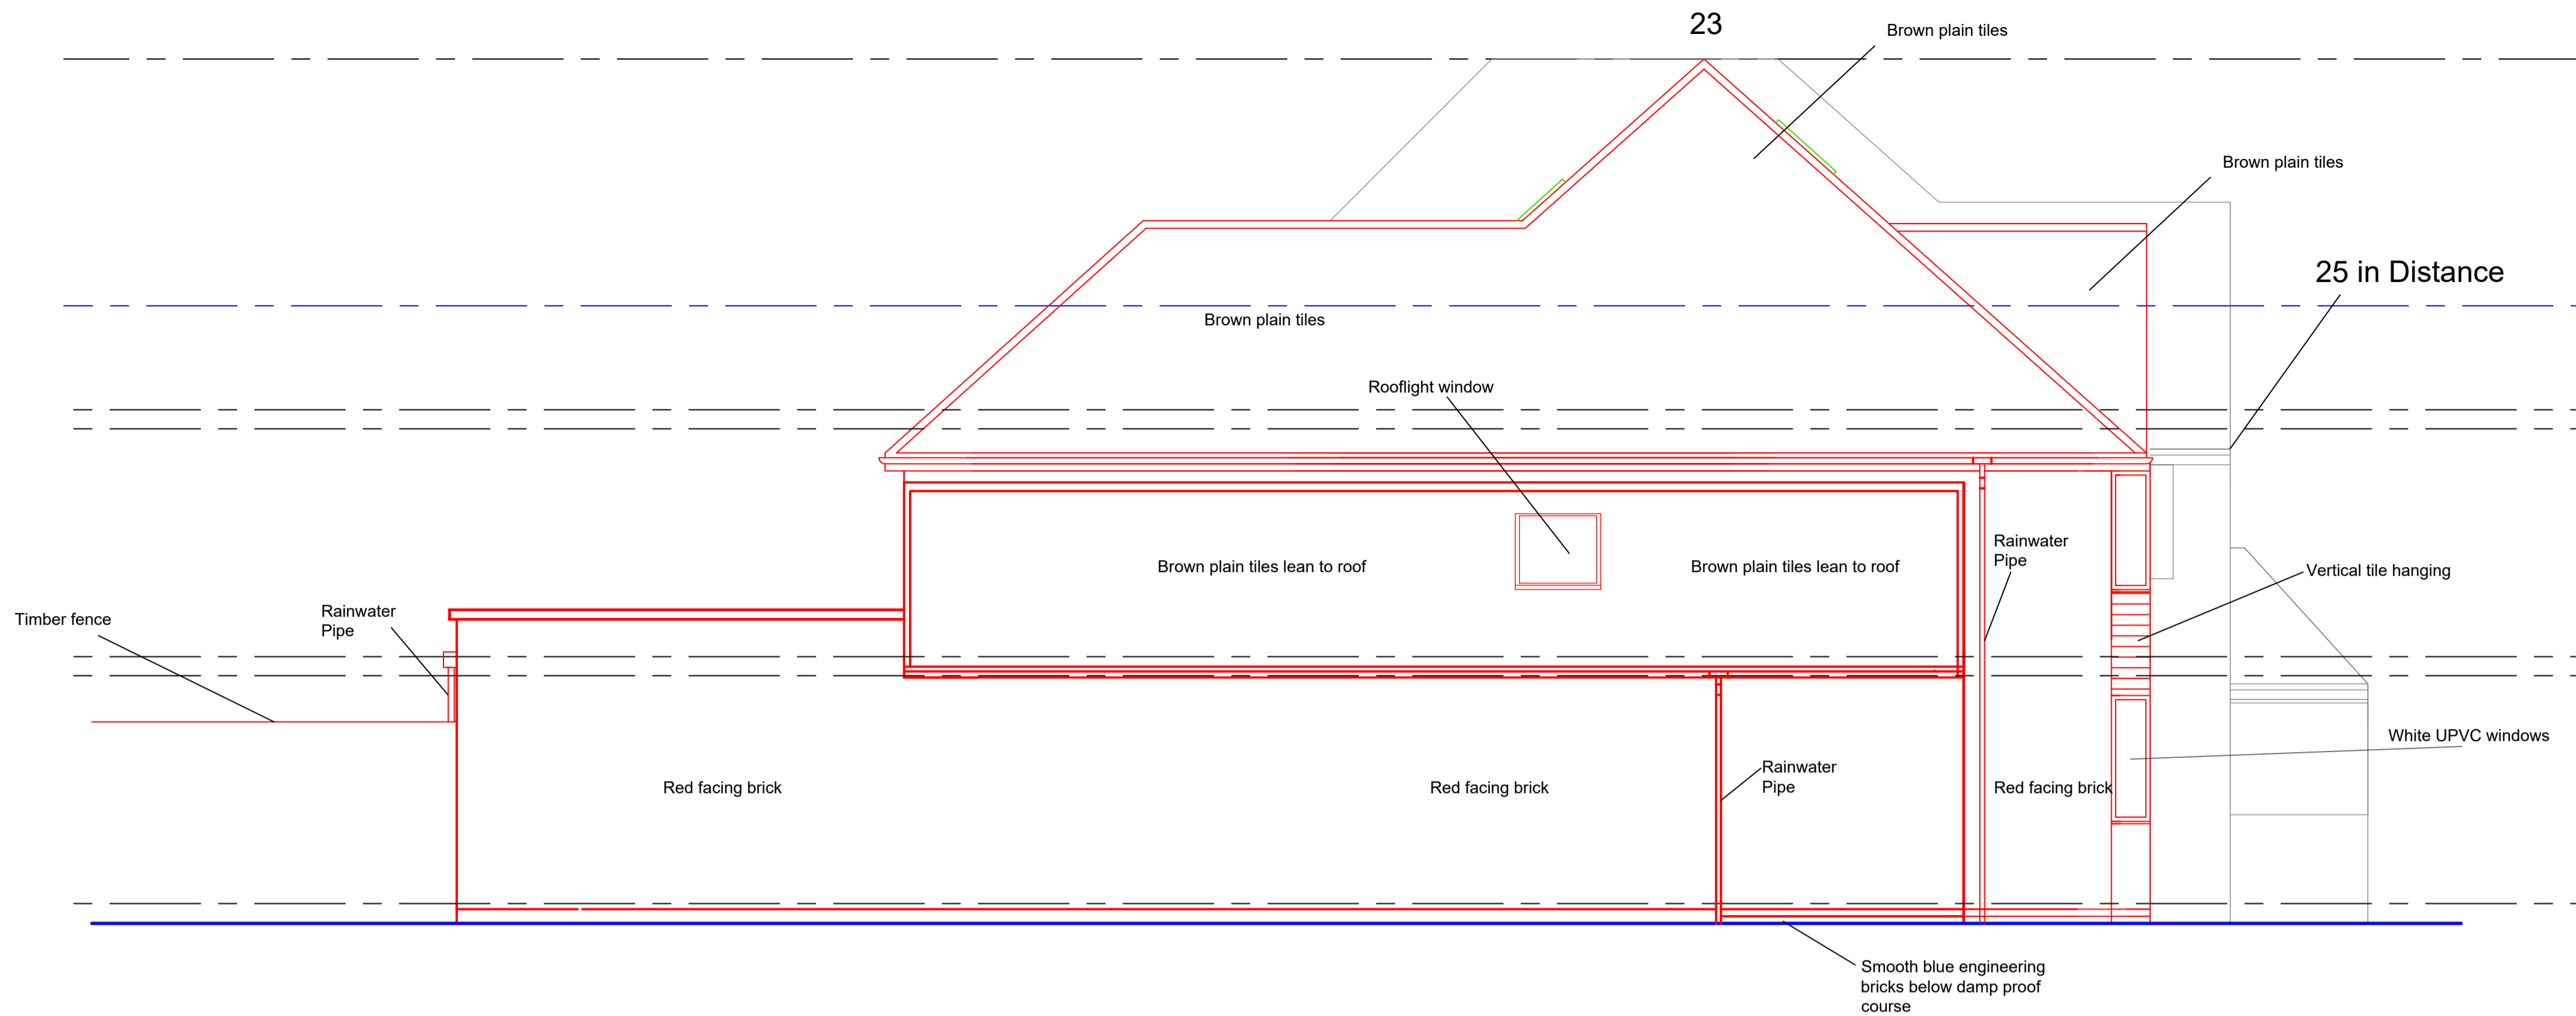 23
Brown plain tiles
Brown plain tiles
25 in Distance
Brown plain tiles
Rooflight window
Rainwater
Pipe
Brown plain tiles lean to roof
Brown plain tiles lean to roof
Vertical tile hanging
Timber fence
Rainwater
Pipe
White UPVC windows
Red facing brick
Red facing brick
Rainwater
Pipe
Red facing brick
Smooth blue engineering
bricks below damp proof
course